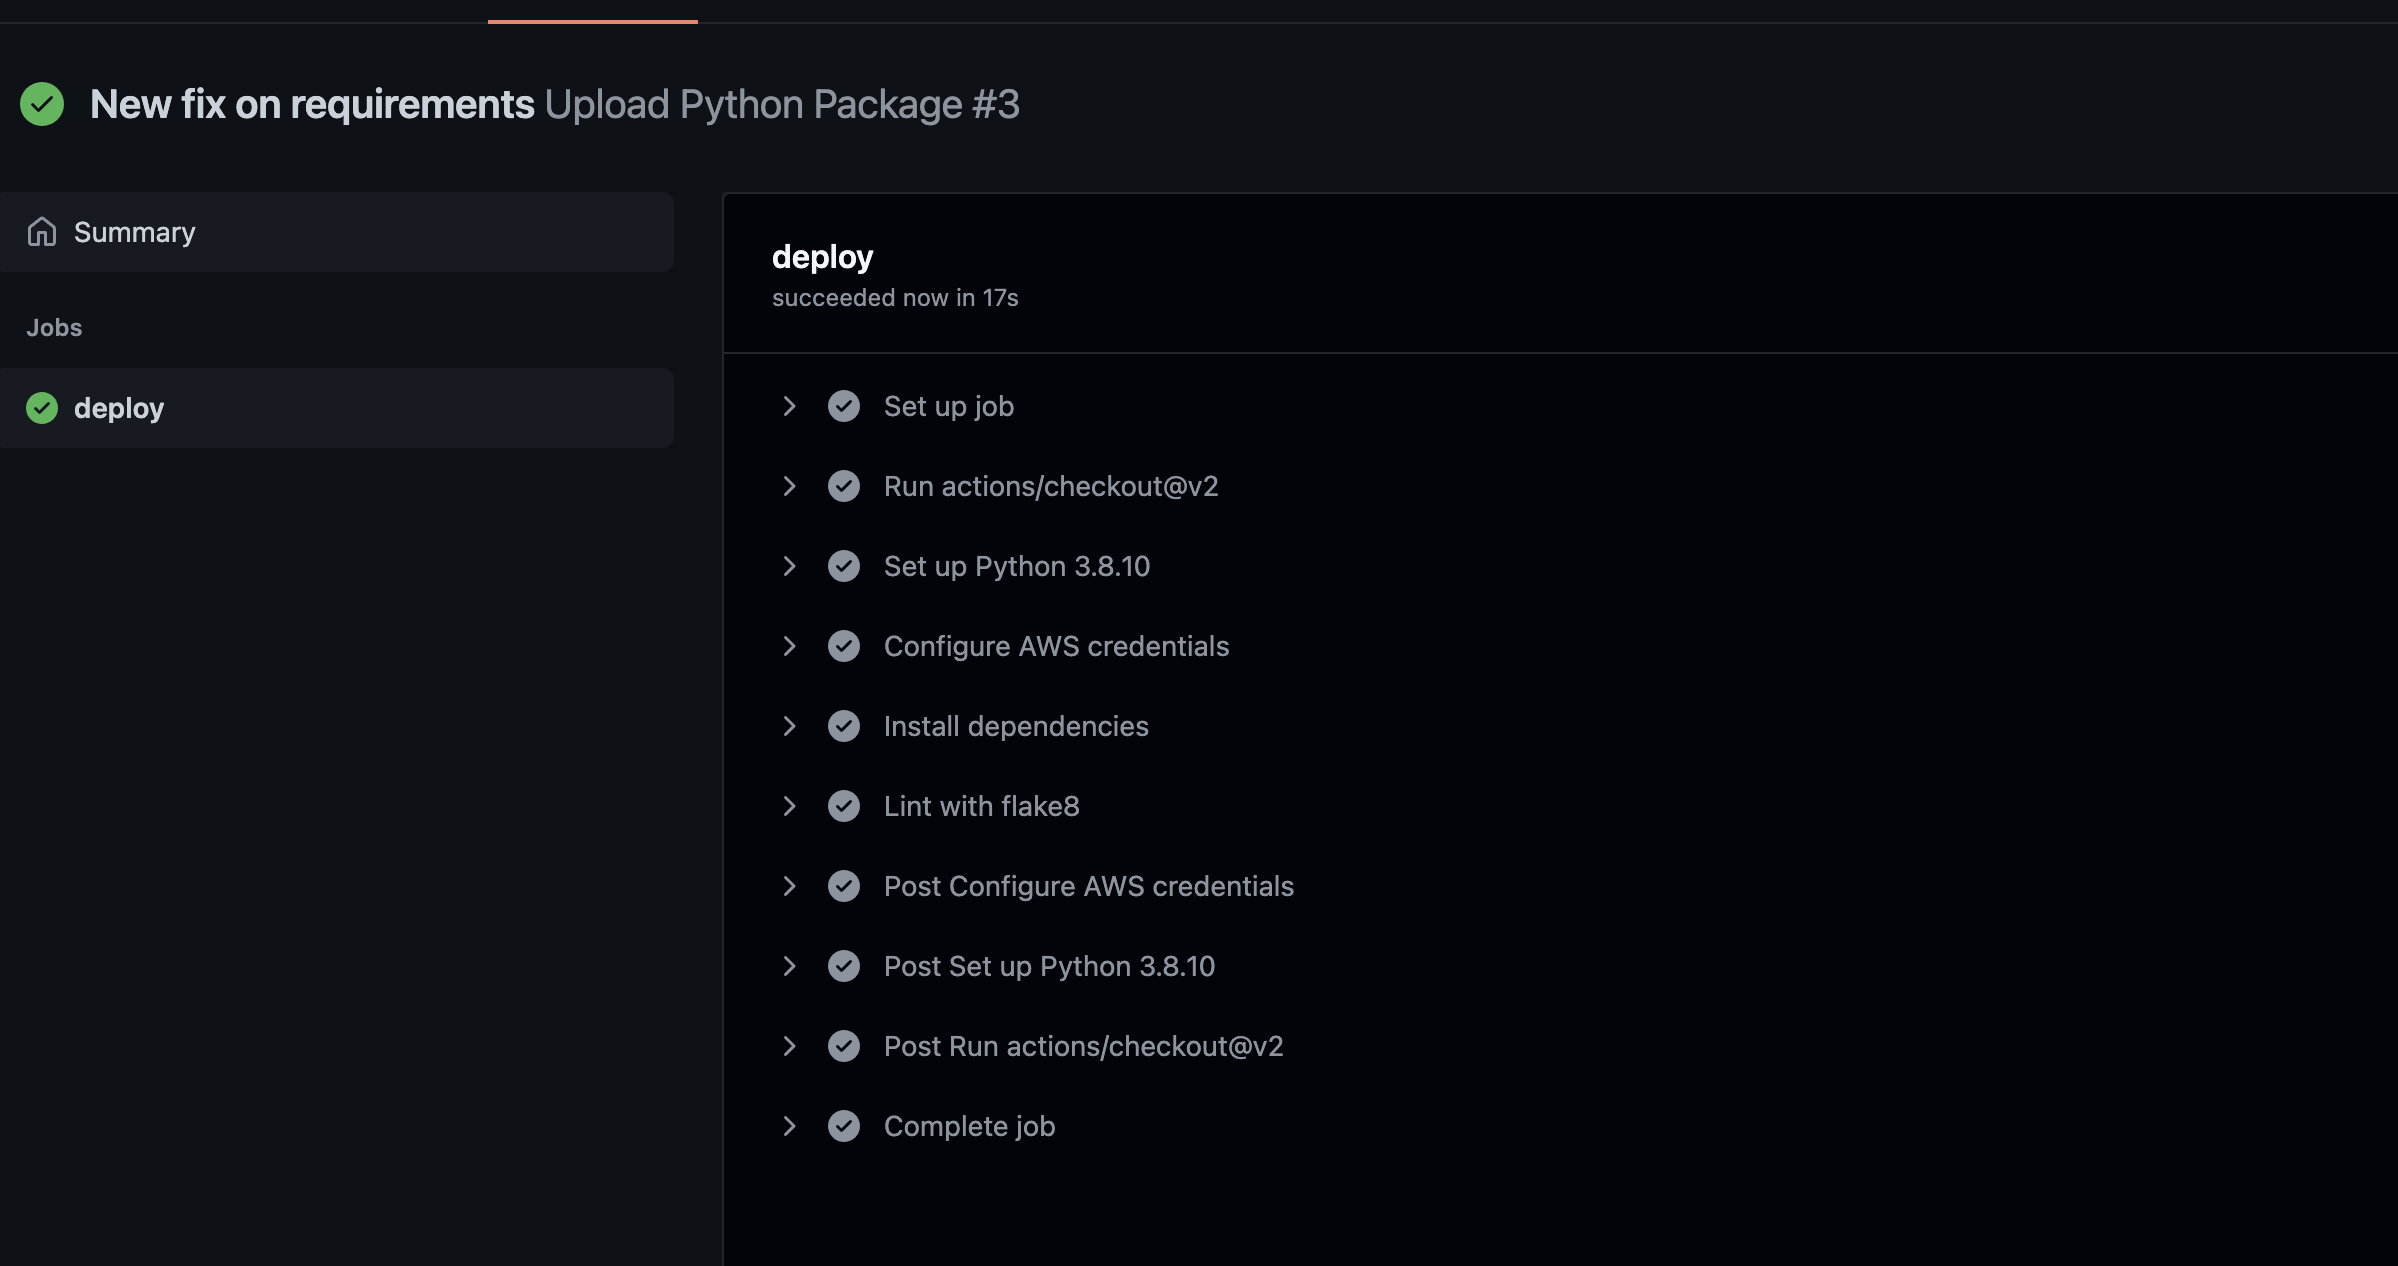 New fix on requirements Upload Python Package #3
Summary
Jobs
deploy
deploy
succeeded now in 17s
Set up job
Run actions/checkout@v2
Set up Python 3.8.10
Configure AWS credentials
Install dependencies
Lint with flake8
Post Configure AWS credentials
Post Set up Python 3.8.10
Post Run actions/checkout@v2
Complete job